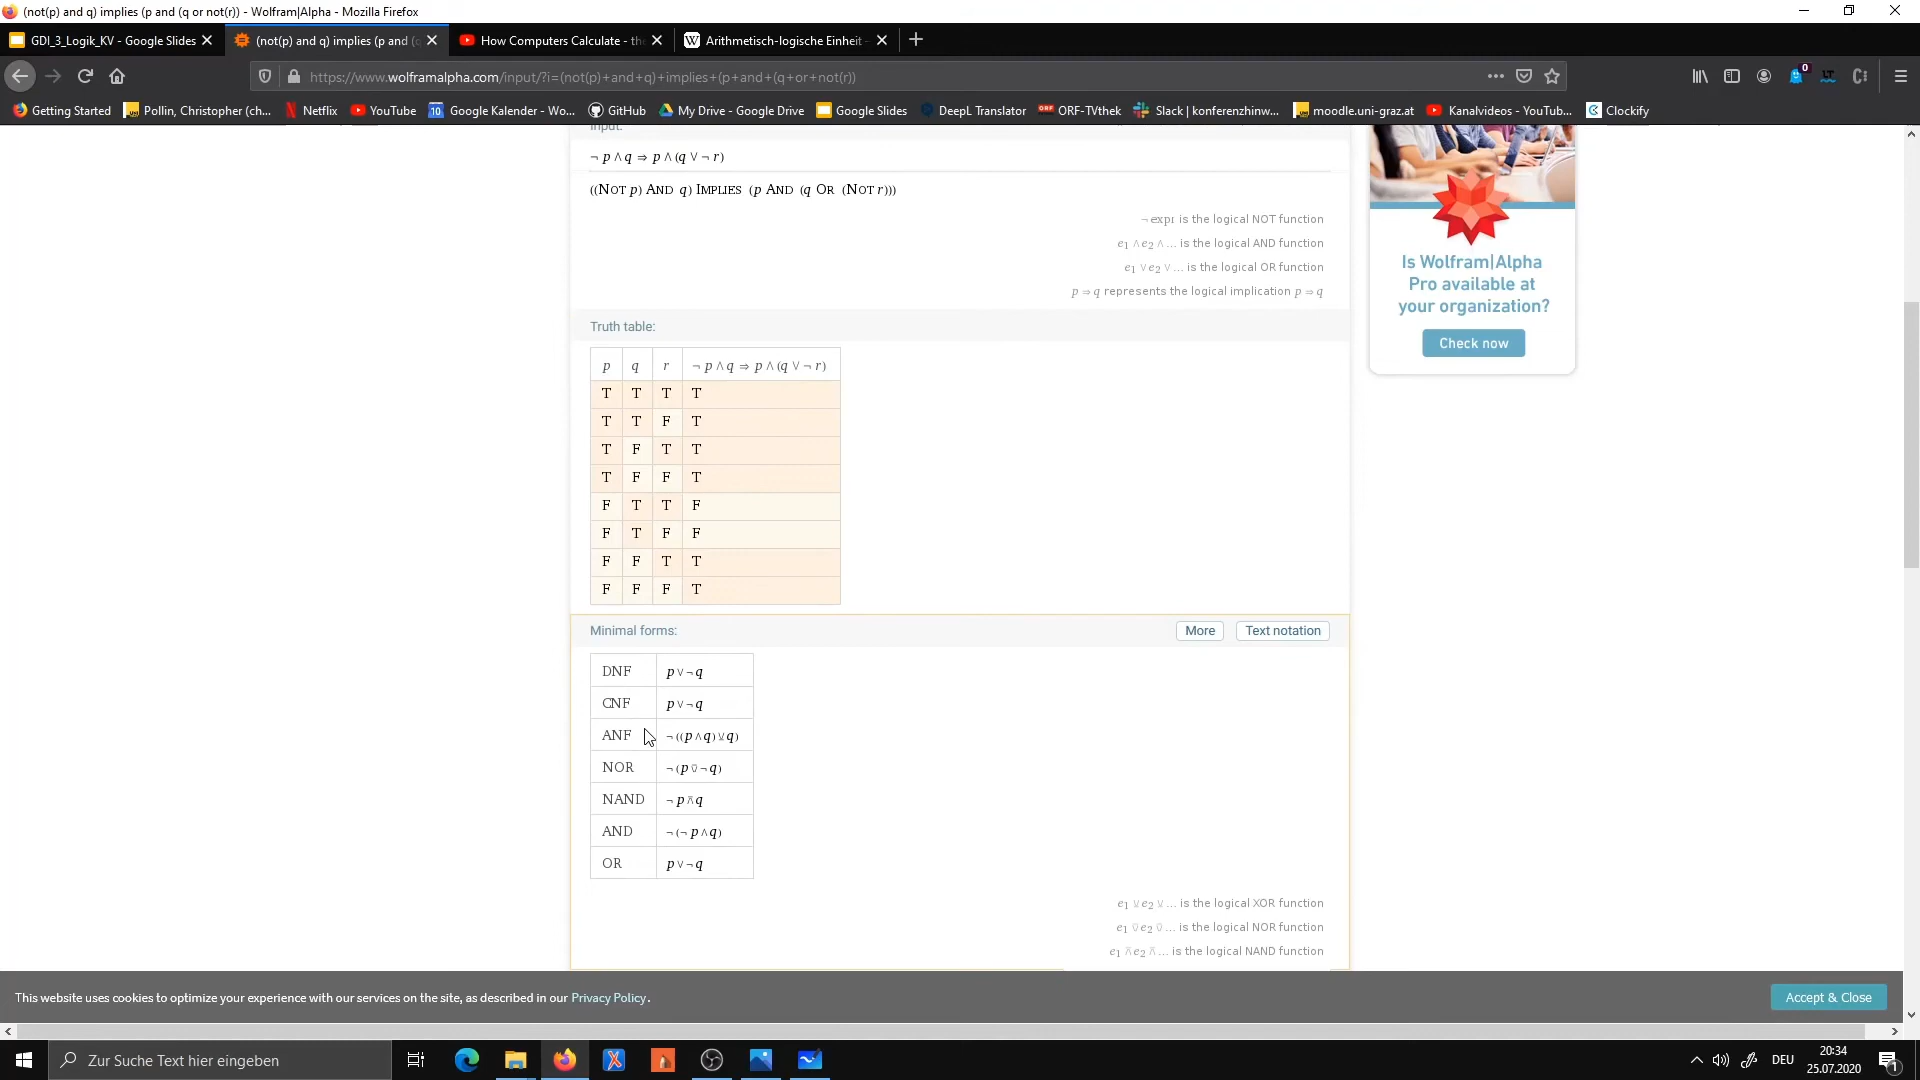 (not(p) and q) implies (p and (q or not(r)) - Wolfram|Alpha - Mozilla Firefox
GDI_3_Logik_KV - Google Slides
(not(p) and q) implies (p and (
How Computers Calculate - the
Arithmetisch-logische Einheit -
https://www.wolframalpha.com/input/?i=(not(p)+and+q)+implies+(p+and+(q+or+not(r))
0
Getting Started
Pollin, Christopher (ch...
Netflix
YouTube
Google Kalender - Wo...
GitHub
My Drive - Google Drive
Google Slides
DeepL Translator
ORF-TVthek
Slack | konferenzhinw...
moodle.uni-graz.at
Kanalvideos - YouTub...
Clockify
Input:
¬ p ∧ q ⇒ p ∧ (q ∨ ¬ r)
((NOT p) AND q) IMPLIES (p AND (q OR (NOT r)))
¬ expr is the logical NOT function
e1 ∧ e2 ∧ ... is the logical AND function
e1 ∨ e2 ∨ ... is the logical OR function
p ⇒ q represents the logical implication p ⇒ q
Is Wolfram|Alpha
Pro available at
your organization?
Check now
Truth table:
p q r ¬ p ∧ q ⇒ p ∧ (q ∨ ¬ r)
T T T T
T T F T
T F T T
T F F T
F T T F
F T F F
F F T T
F F F T
Minimal forms:
More
Text notation
DNF p ∨ ¬ q
CNF p ∨ ¬ q
ANF ¬ ((p ∧ q) ⊻ q)
NOR ¬ (p ⊽ ¬ q)
NAND ¬ p ⊼ q
AND ¬ (¬ p ∧ q)
OR p ∨ ¬ q
e1 ⊻ e2 ⊻ ... is the logical XOR function
e1 ⊽ e2 ⊽ ... is the logical NOR function
e1 ⊼ e2 ⊼ ... is the logical NAND function
This website uses cookies to optimize your experience with our services on the site, as described in our Privacy Policy.
Accept & Close
Zur Suche Text hier eingeben
DEU
20:34
25.07.2020
1